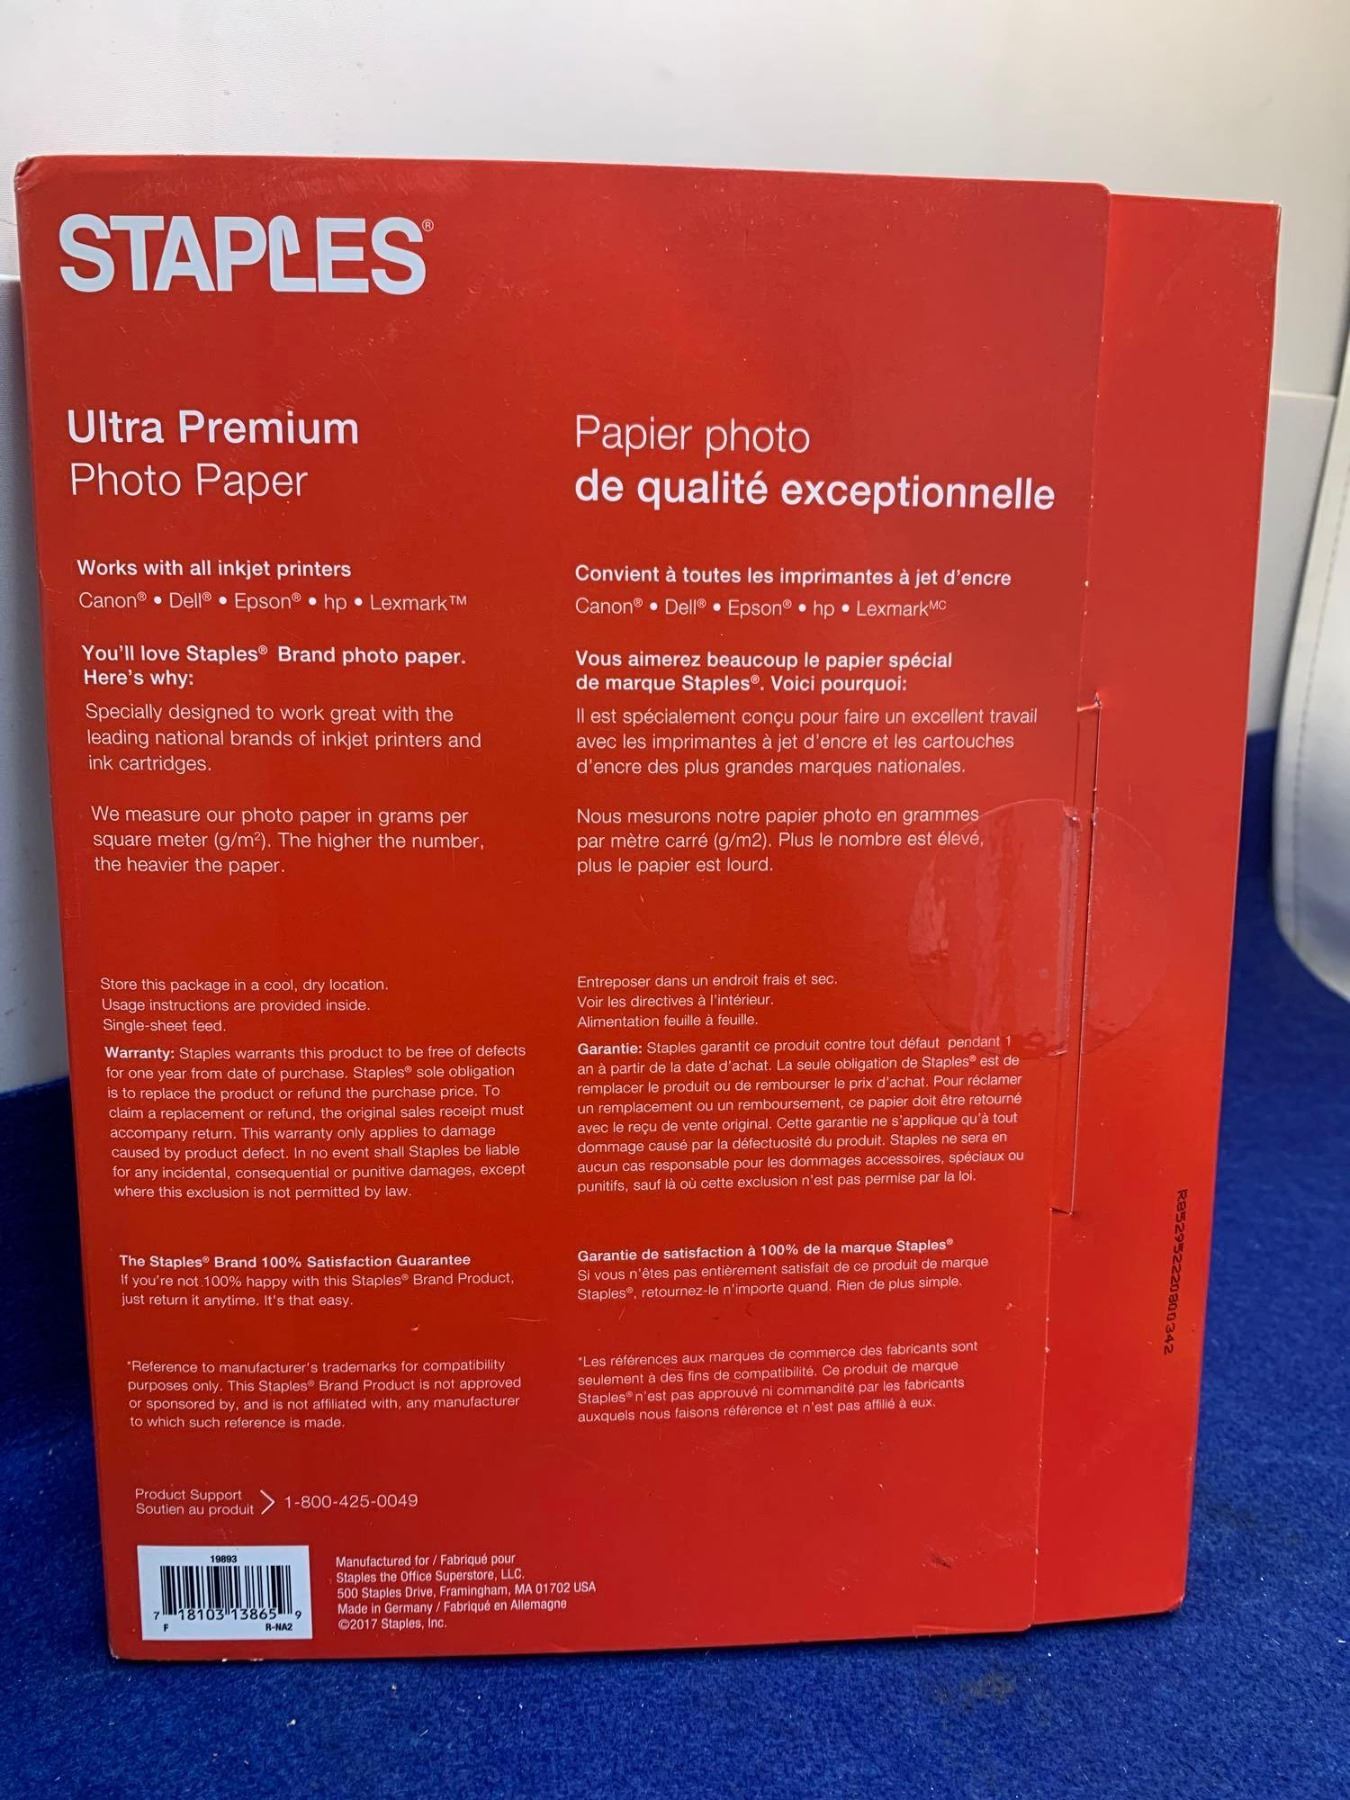 STAPLES®
Ultra Premium
Photo Paper
Works with all inkjet printers
Canon® • Dell® • Epson® • hp • Lexmark™
You'll love Staples® Brand photo paper.
Here's why:
Specially designed to work great with the
leading national brands of inkjet printers and
ink cartridges.
We measure our photo paper in grams per
square meter (g/m²). The higher the number,
the heavier the paper.
Store this package in a cool, dry location.
Usage instructions are provided inside.
Single-sheet feed.
Warranty: Staples warrants this product to be free of defects
for one year from date of purchase. Staples® sole obligation
is to replace the product or refund the purchase price. To
claim a replacement or refund, the original sales receipt must
accompany return. This warranty only applies to damage
caused by product defect. In no event shall Staples be liable
for any incidental, consequential or punitive damages, except
where this exclusion is not permitted by law.
The Staples® Brand 100% Satisfaction Guarantee
If you're not 100% happy with this Staples® Brand Product,
just return it anytime. It's that easy.
*Reference to manufacturer's trademarks for compatibility
purposes only. This Staples® Brand Product is not approved
or sponsored by, and is not affiliated with, any manufacturer
to which such reference is made.
Papier photo
de qualité exceptionnelle
Convient à toutes les imprimantes à jet d'encre
Canon® • Dell® • Epson® • hp • Lexmark MC
Vous aimerez beaucoup le papier spécial
de marque Staples®. Voici pourquoi:
Il est spécialement conçu pour faire un excellent travail
avec les imprimantes à jet d'encre et les cartouches
d'encre des plus grandes marques nationales.
Nous mesurons notre papier photo en grammes
par mètre carré (g/m2). Plus le nombre est élevé,
plus le papier est lourd.
Entreposer dans un endroit frais et sec.
Voir les directives à l'intérieur.
Alimentation feuille à feuille.
Garantie: Staples garantit ce produit contre tout défaut pendant 1
an à partir de la date d'achat. La seule obligation de Staples® est de
remplacer le produit ou de rembourser le prix d'achat. Pour réclamer
un remplacement ou un remboursement, ce papier doit être retourné
avec le reçu de vente original. Cette garantie ne s'applique qu'à tout
dommage causé par la défectuosité du produit. Staples ne sera en
aucun cas responsable pour les dommages accessoires, spéciaux ou
punitifs, sauf là où cette exclusion n'est pas permise par la loi.
Garantie de satisfaction à 100% de la marque Staples®
Si vous n'êtes pas entièrement satisfait de ce produit de marque
Staples®, retournez-le n'importe quand. Rien de plus simple.
*Les références aux marques de commerce des fabricants sont
seulement à des fins de compatibilité. Ce produit de marque
Staples® n'est pas approuvé ni commandité par les fabricants
auxquels nous faisons référence et n'est pas affilié à eux.
Product Support
Soutien au produit
1-800-425-0049
19893
7 18103 13865 9
F R-NA2
Manufactured for / Fabriqué pour
Staples the Office Superstore, LLC.
500 Staples Drive, Framingham, MA 01702 USA
Made in Germany / Fabriqué en Allemagne
©2017 Staples, Inc.